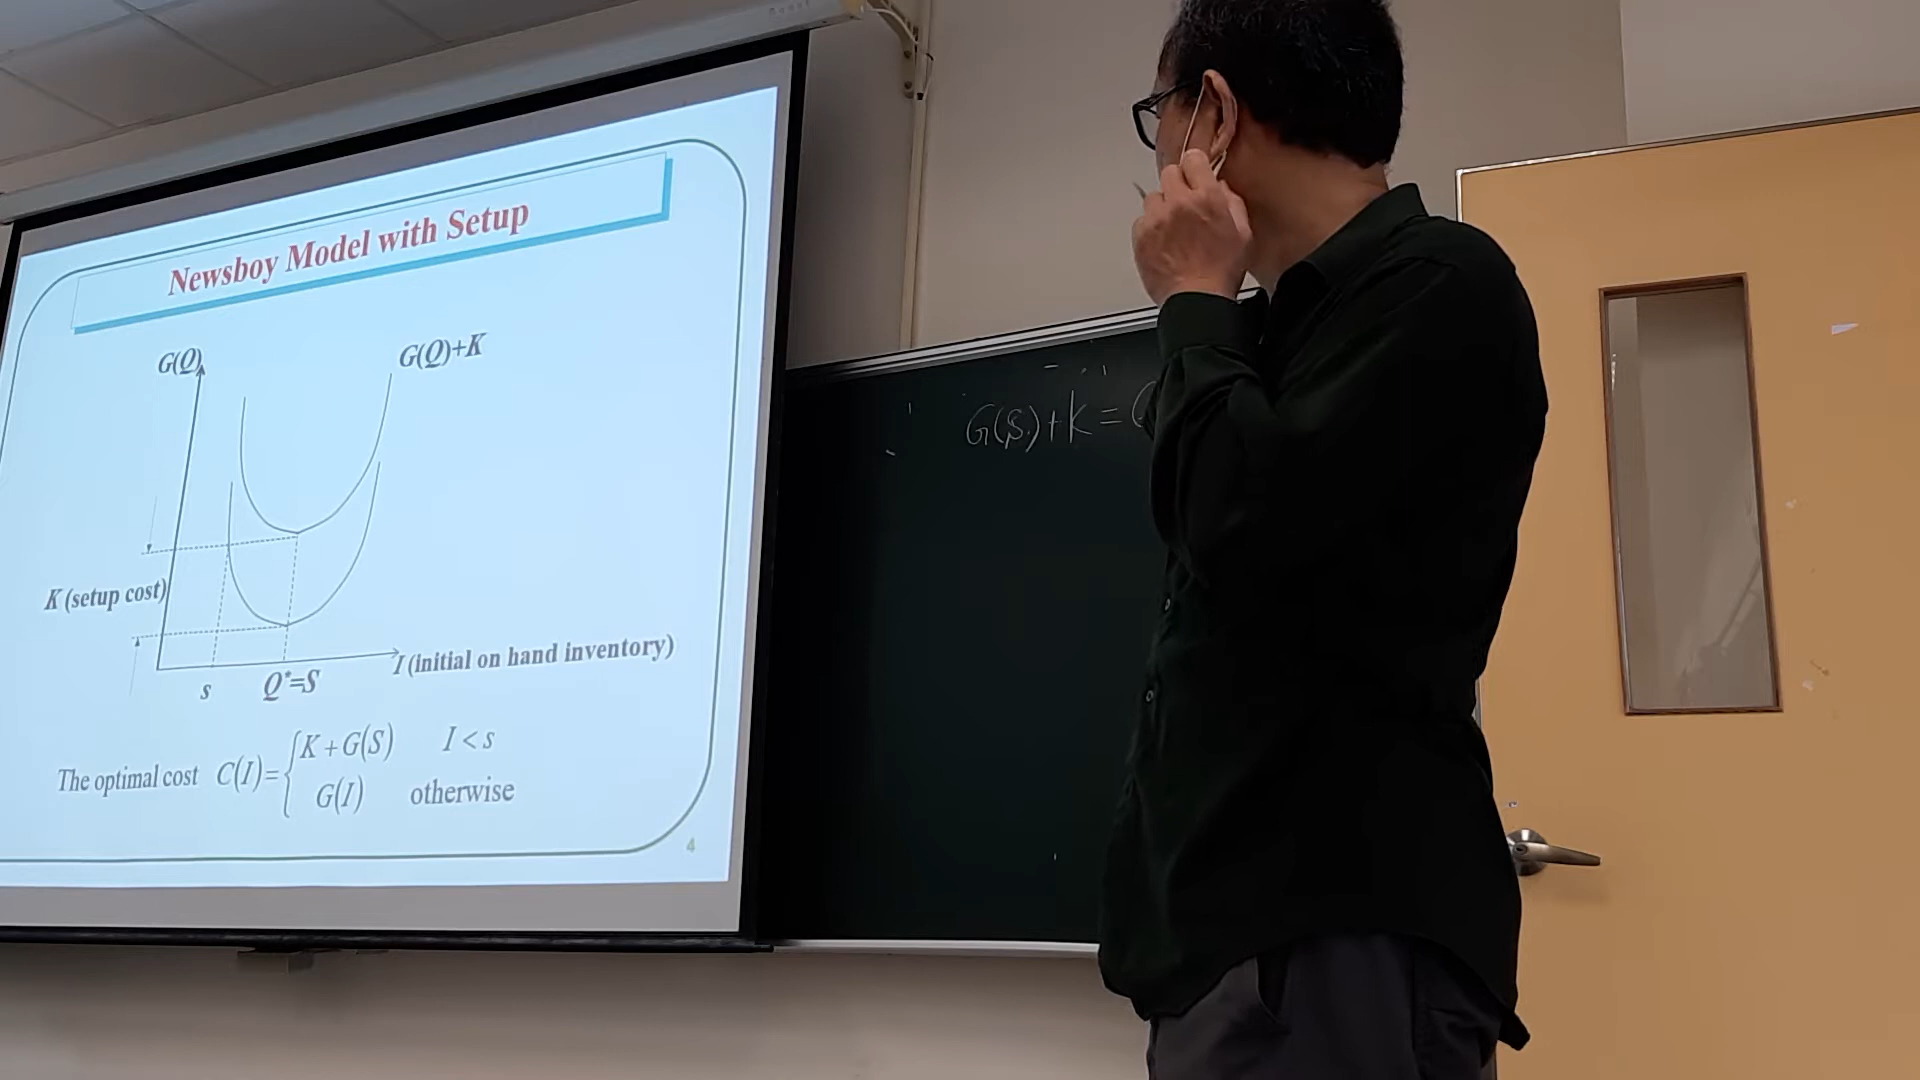 Newsboy Model with Setup
G(Q)
G(Q)+K
K (setup cost)
I (initial on hand inventory)
s
Q*=S
The optimal cost C(I)= { K + G(S) I < s
G(I) otherwise
4
G(S)+K=